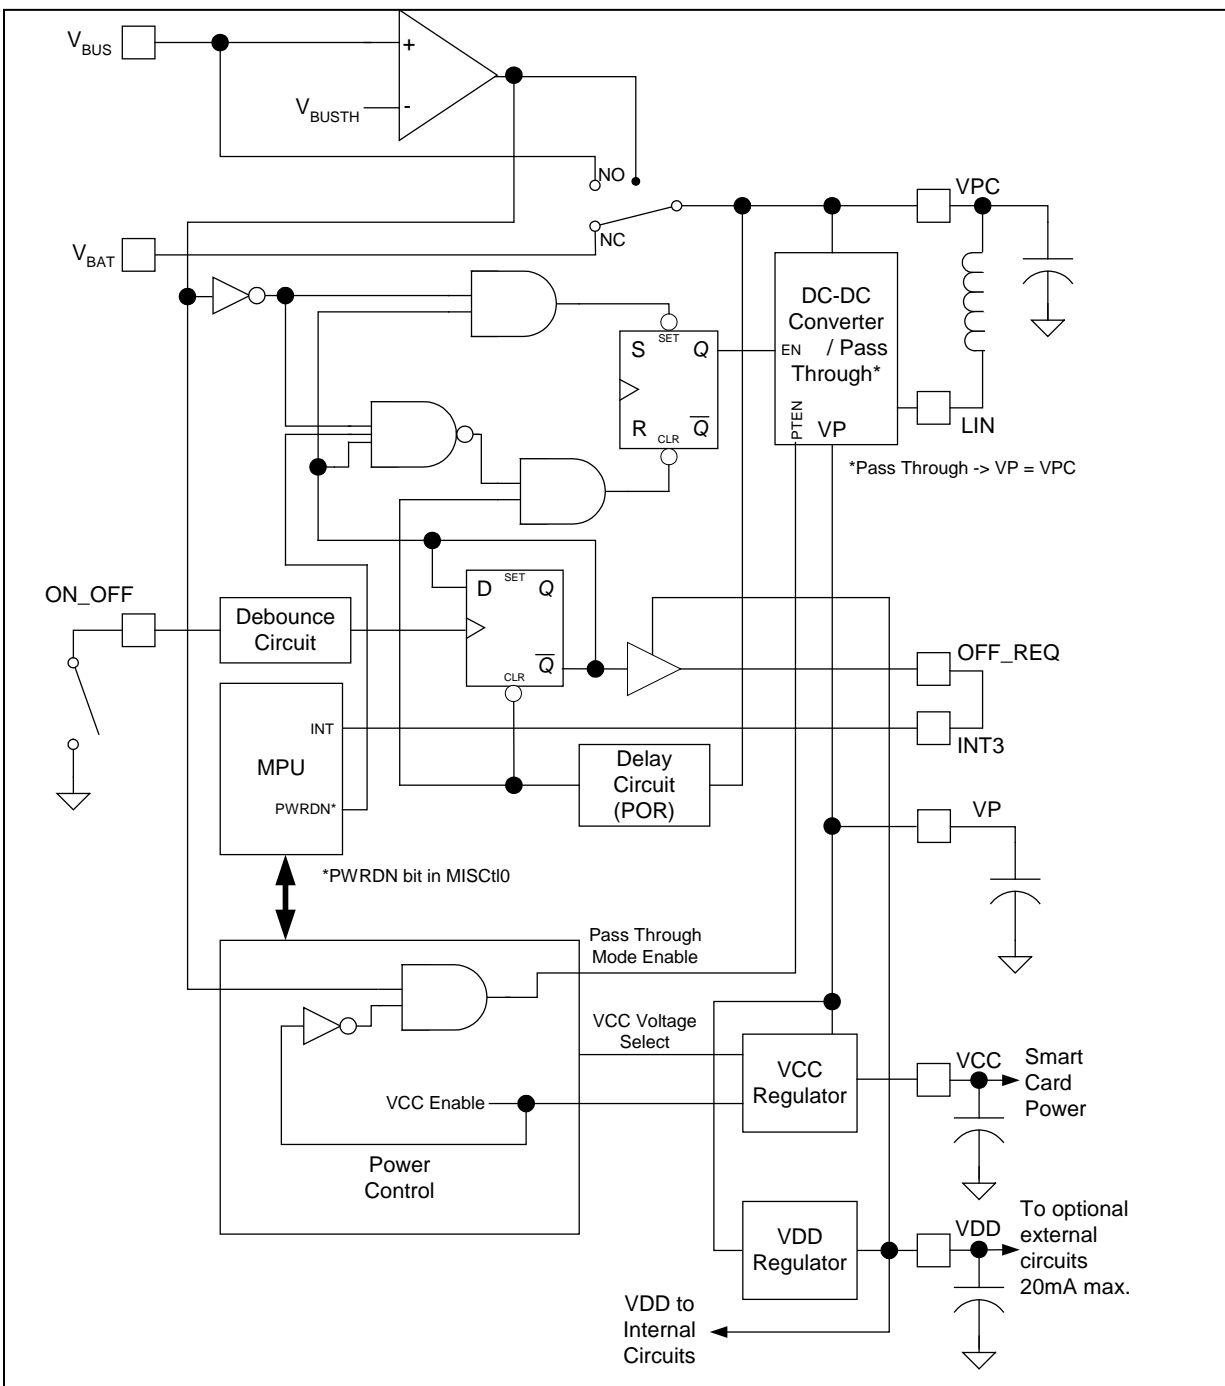 VBUS
+
VBUSTH
-
NO
VPC
NC
VBAT
DC-DC
Converter
/ Pass
Through*
SET
S Q
EN
R Q
CLR
PTEN
VP
LIN
*Pass Through -> VP = VPC
ON_OFF
Debounce
Circuit
SET
D Q
Q
CLR
OFF_REQ
INT
INT3
MPU
PWRDN*
Delay
Circuit
(POR)
VP
*PWRDN bit in MISCtl0
Pass Through
Mode Enable
VCC Voltage
Select
VCC
Regulator
VCC
Smart
Card
Power
VCC Enable
Power
Control
VDD
Regulator
VDD
To optional
external
circuits
20mA max.
VDD to
Internal
Circuits